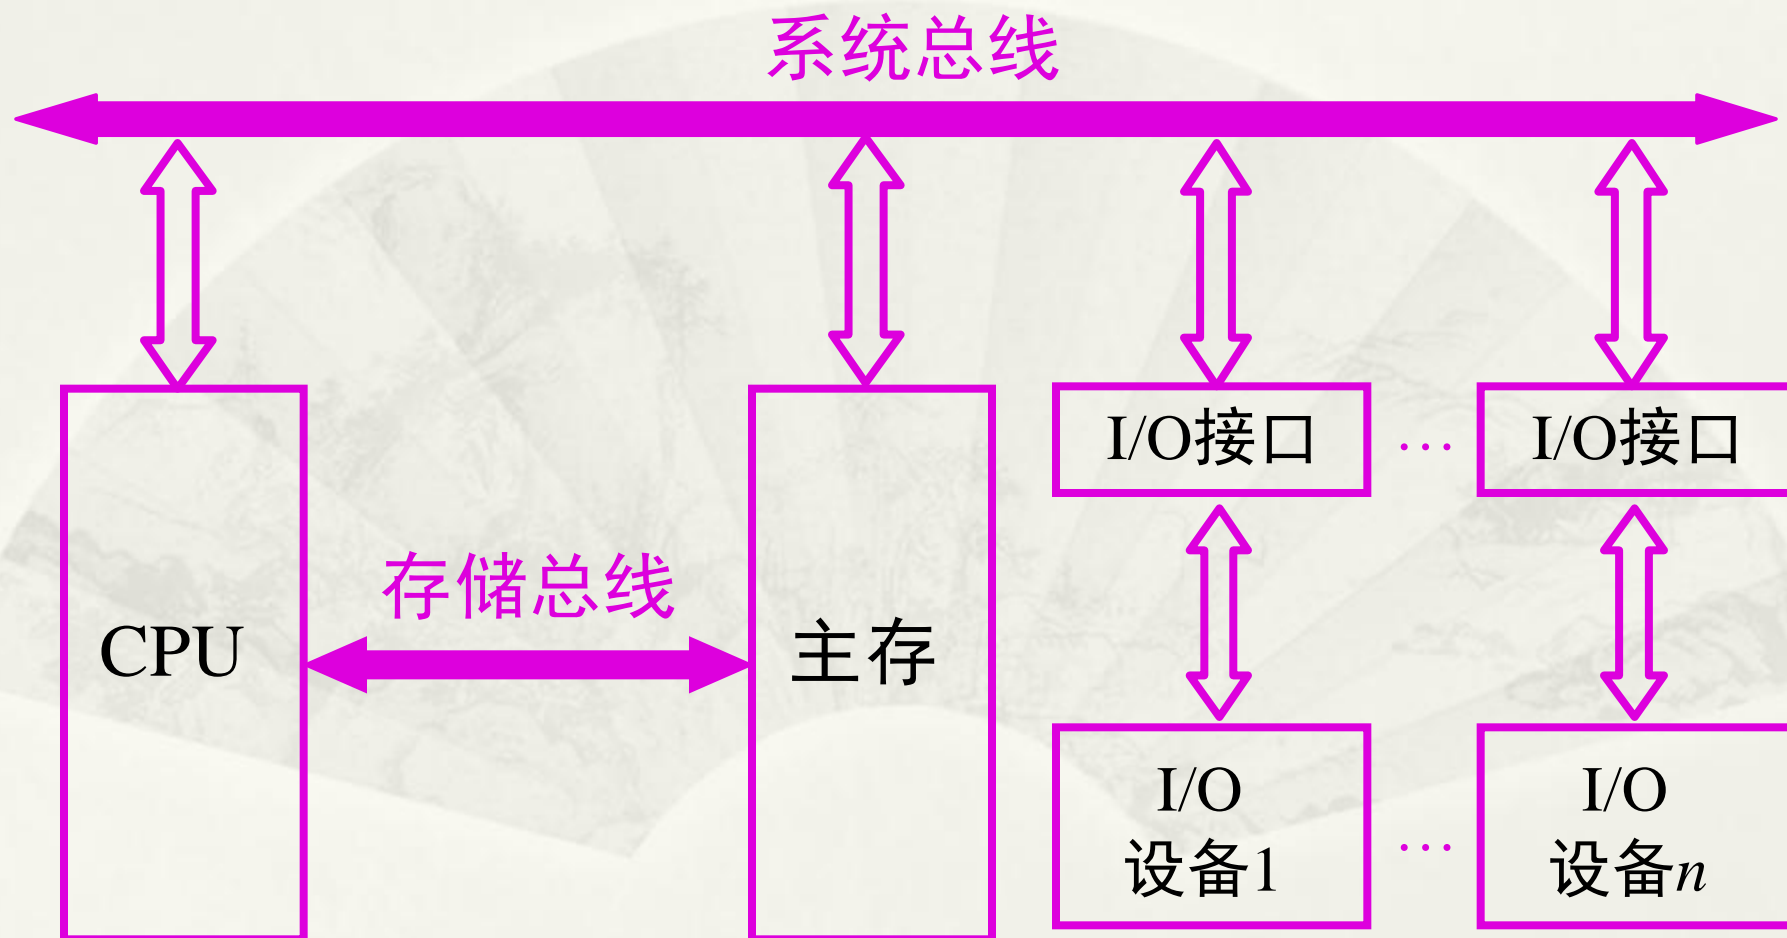 系统总线
I/O接口
…
I/O接口
存储总线
CPU
主存
I/O
设备1
…
I/O
设备n